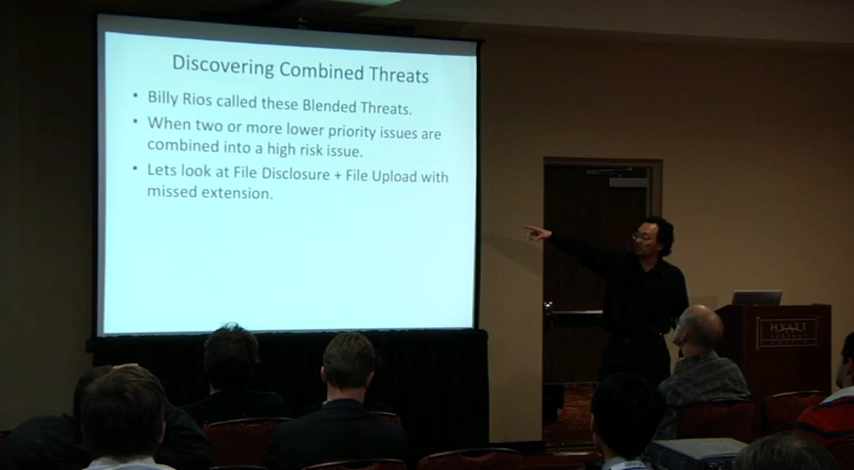 Discovering Combined Threats
• Billy Rios called these Blended Threats.
• When two or more lower priority issues are
combined into a high risk issue.
• Lets look at File Disclosure + File Upload with
missed extension.
HYATT